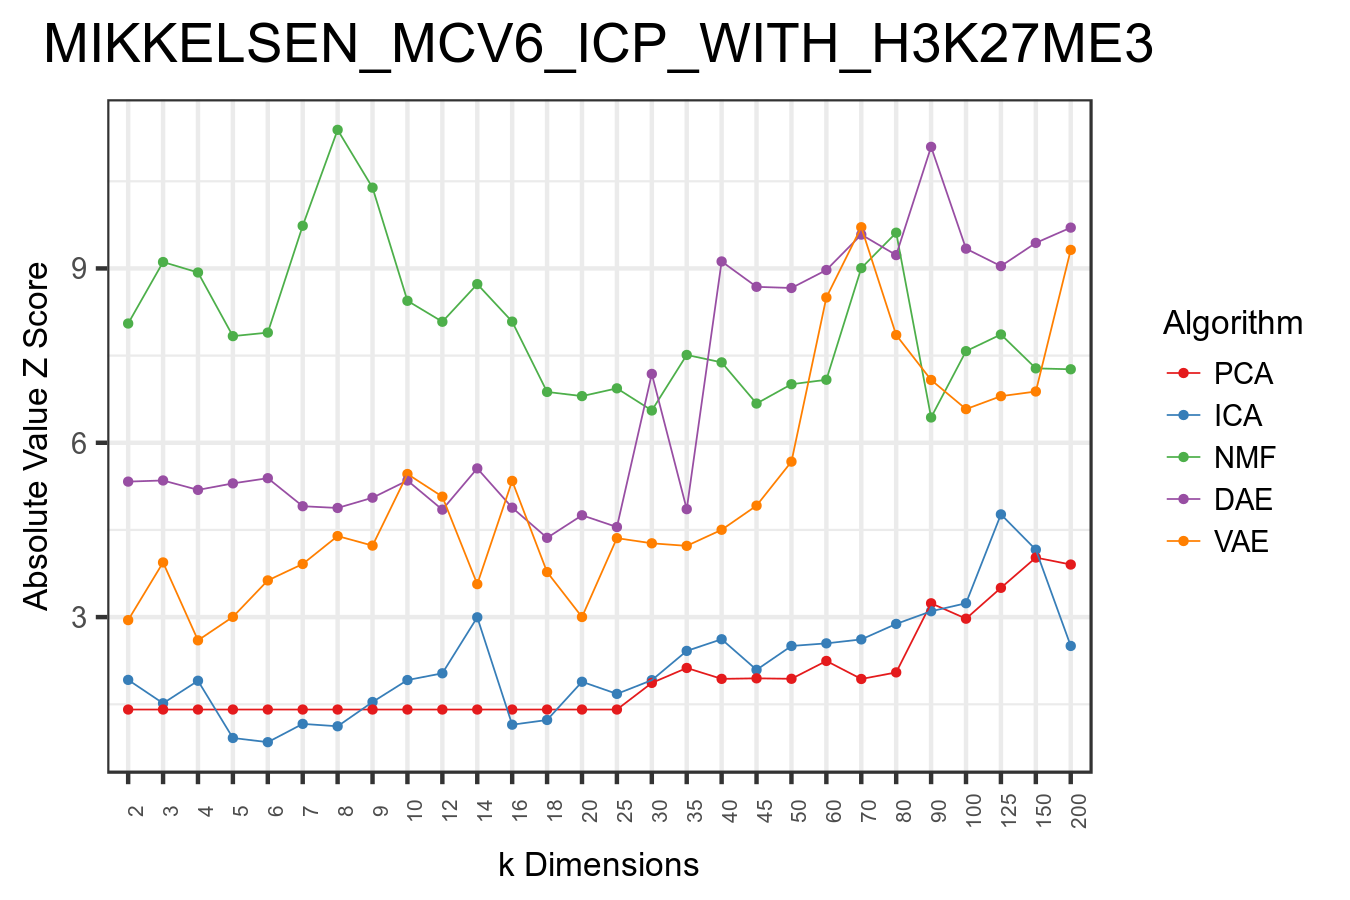 MIKKELSEN_MCV6_ICP_WITH_H3K27ME3
Absolute Value Z Score
9
6
3
2 3 4 5 6 7 8 9 10 12 14 16 18 20 25 30 35 40 45 50 60 70 80 90 100 125 150 200
k Dimensions
Algorithm
PCA
ICA
NMF
DAE
VAE